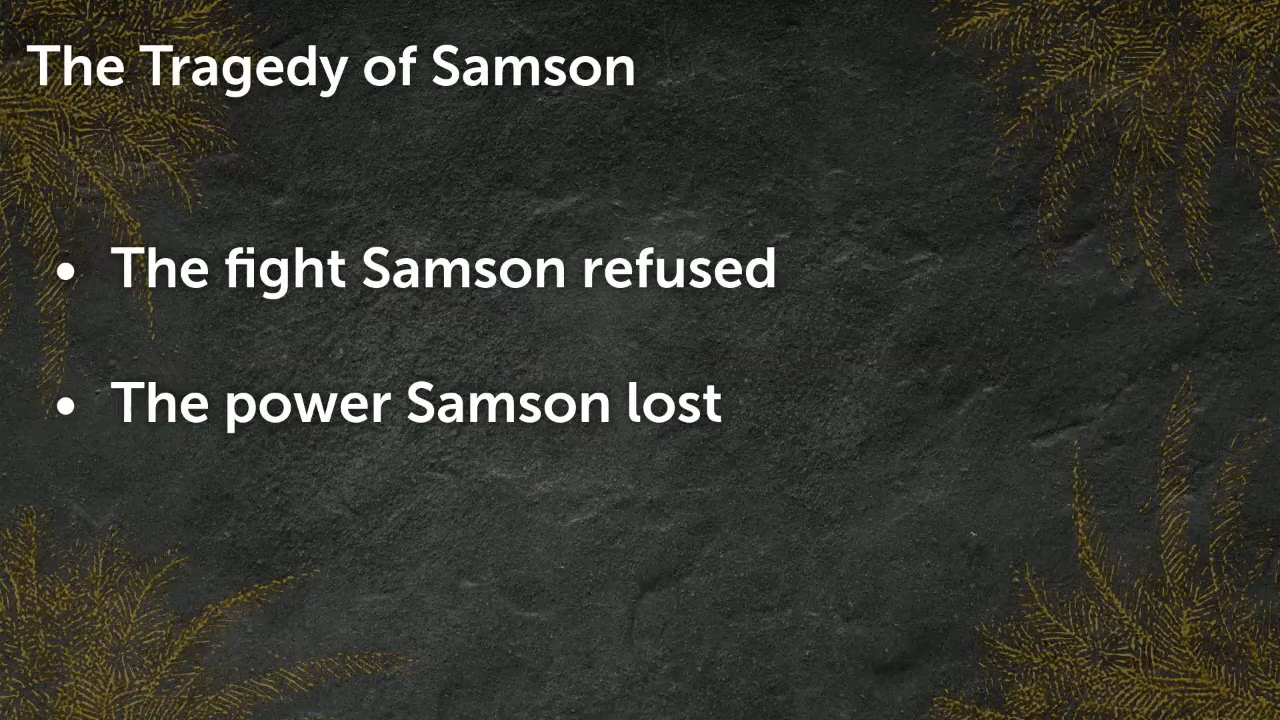 The Tragedy of Samson
• The fight Samson refused
• The power Samson lost